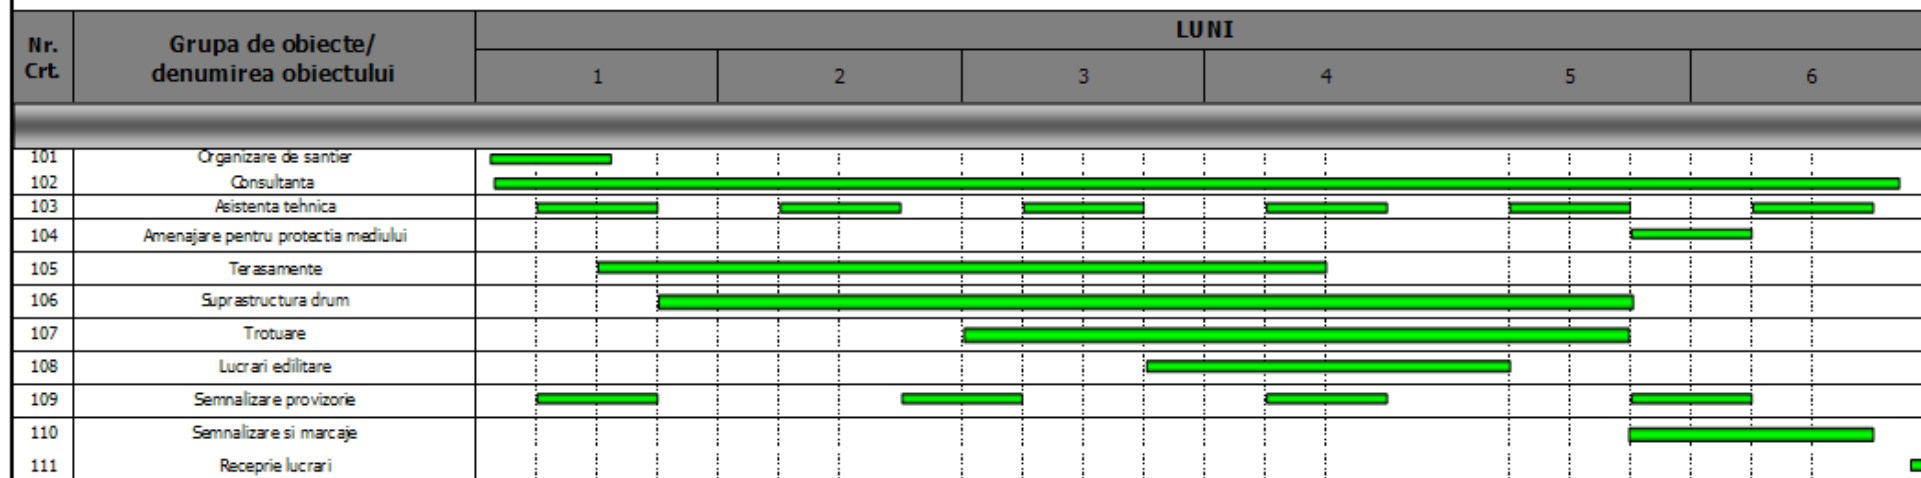 Nr.
Crt.
Grupa de obiecte/
denumirea obiectului
LUNI
1 2 3 4 5 6
101 Organizare de santier
102 Consultanta
103 Asistenta tehnica
104 Amenajare pentru protectia mediului
105 Terasamente
106 Suprastructura drum
107 Trotuare
108 Lucrari edilitare
109 Semnalizare provizorie
110 Semnalizare si marcaje
111 Receprie lucrari